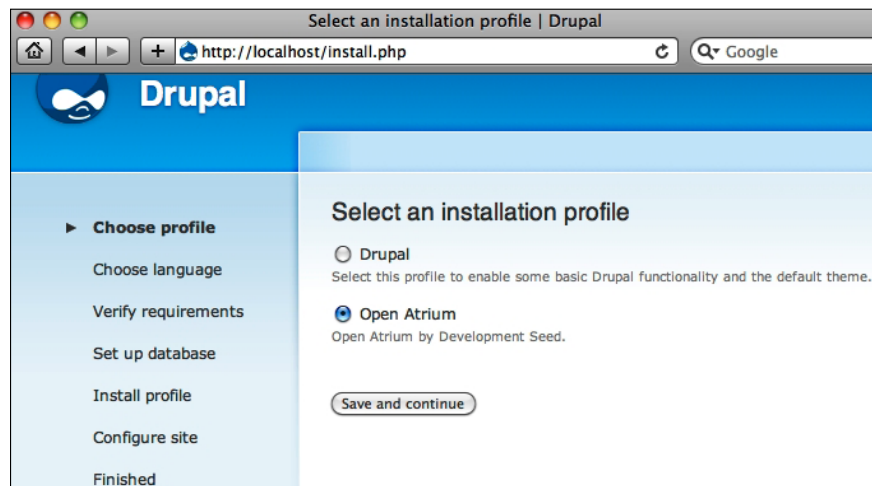 Select an installation profile | Drupal
http://localhost/install.php
Google
Drupal
Choose profile
Choose language
Verify requirements
Set up database
Install profile
Configure site
Finished
Select an installation profile
Drupal
Select this profile to enable some basic Drupal functionality and the default theme.
Open Atrium
Open Atrium by Development Seed.
Save and continue